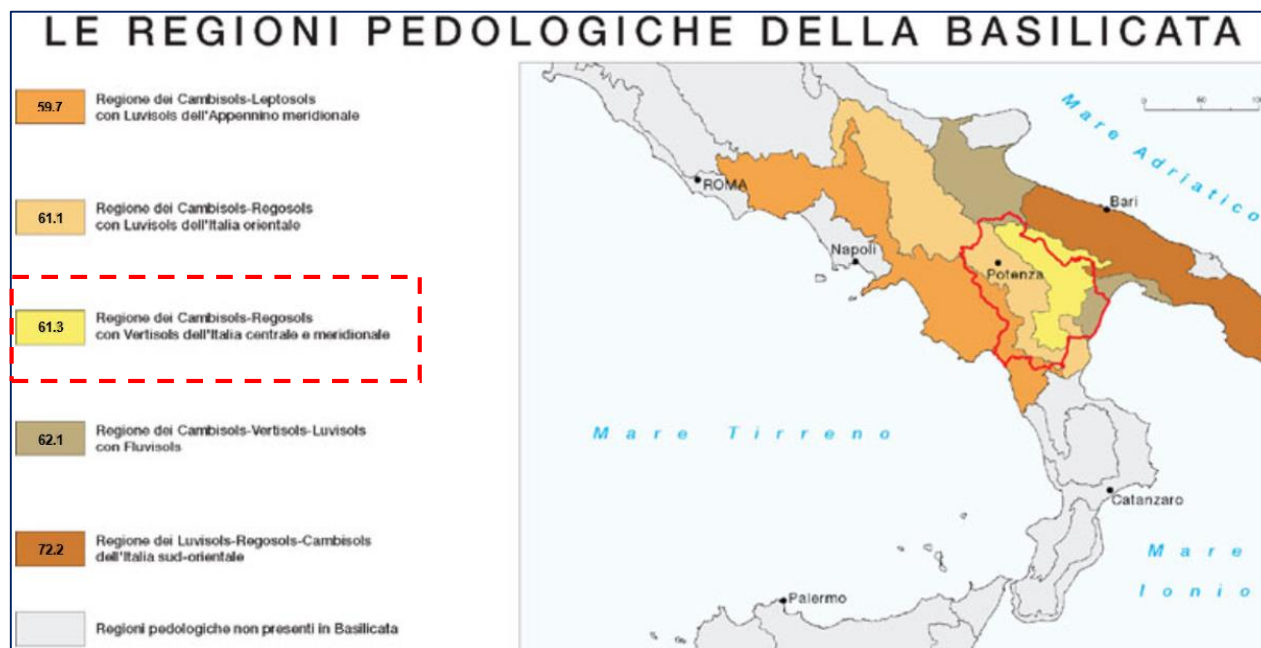 LE REGIONI PEDOLOGICHE DELLA BASILICATA
59.7
Regione dei Cambisols-Leptosols
con Luvisols dell'Appennino meridionale
61.1
Regione dei Cambisols-Regosols
con Luvisols dell'Italia orientale
61.3
Regione dei Cambisols-Regosols
con Vertisols dell'Italia centrale e meridionale
62.1
Regione dei Cambisols-Vertisols-Luvisols
con Fluvisols
72.2
Regione dei Luvisols-Regosols-Cambisols
dell'Italia sud-orientale
Regioni pedologiche non presenti in Basilicata
Mare Adriatico
ROMA
Bari
Napoli
Potenza
Mare Tirreno
Catanzaro
Mare
Ionio
Palermo